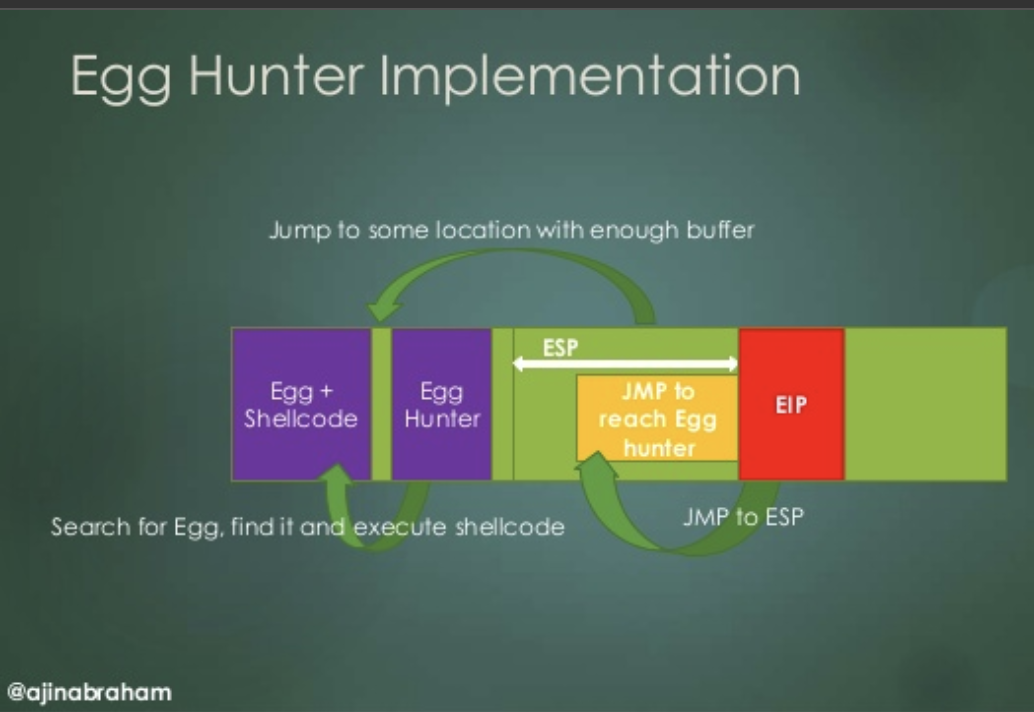 Egg Hunter Implementation
Jump to some location with enough buffer
ESP
Egg +
Shellcode
Egg
Hunter
JMP to
reach Egg
hunter
EIP
Search for Egg, find it and execute shellcode
JMP to ESP
@ajinabraham